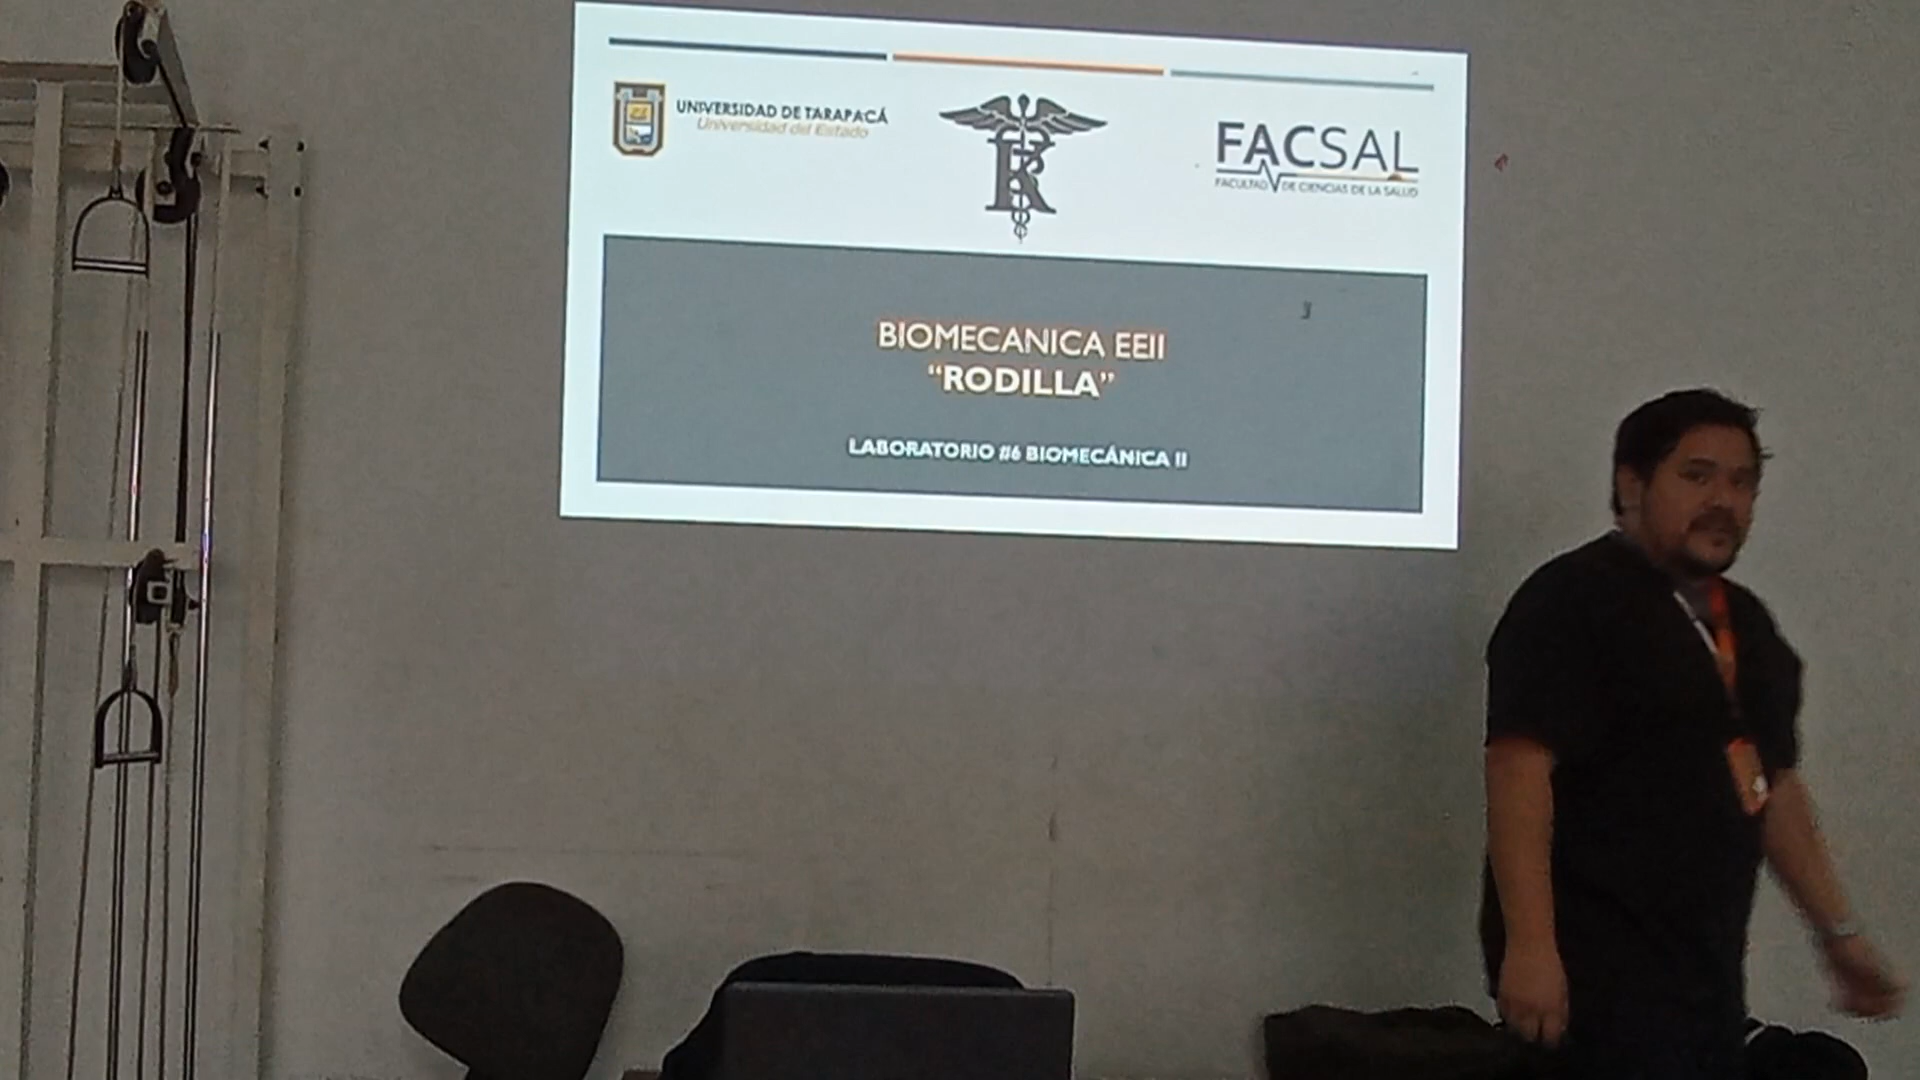 UNIVERSIDAD DE TARAPACÁ
Universidad del Estado
FACSAL
FACULTAD DE CIENCIAS DE LA SALUD
BIOMECANICA EEII
“RODILLA”
LABORATORIO #6 BIOMECÁNICA II